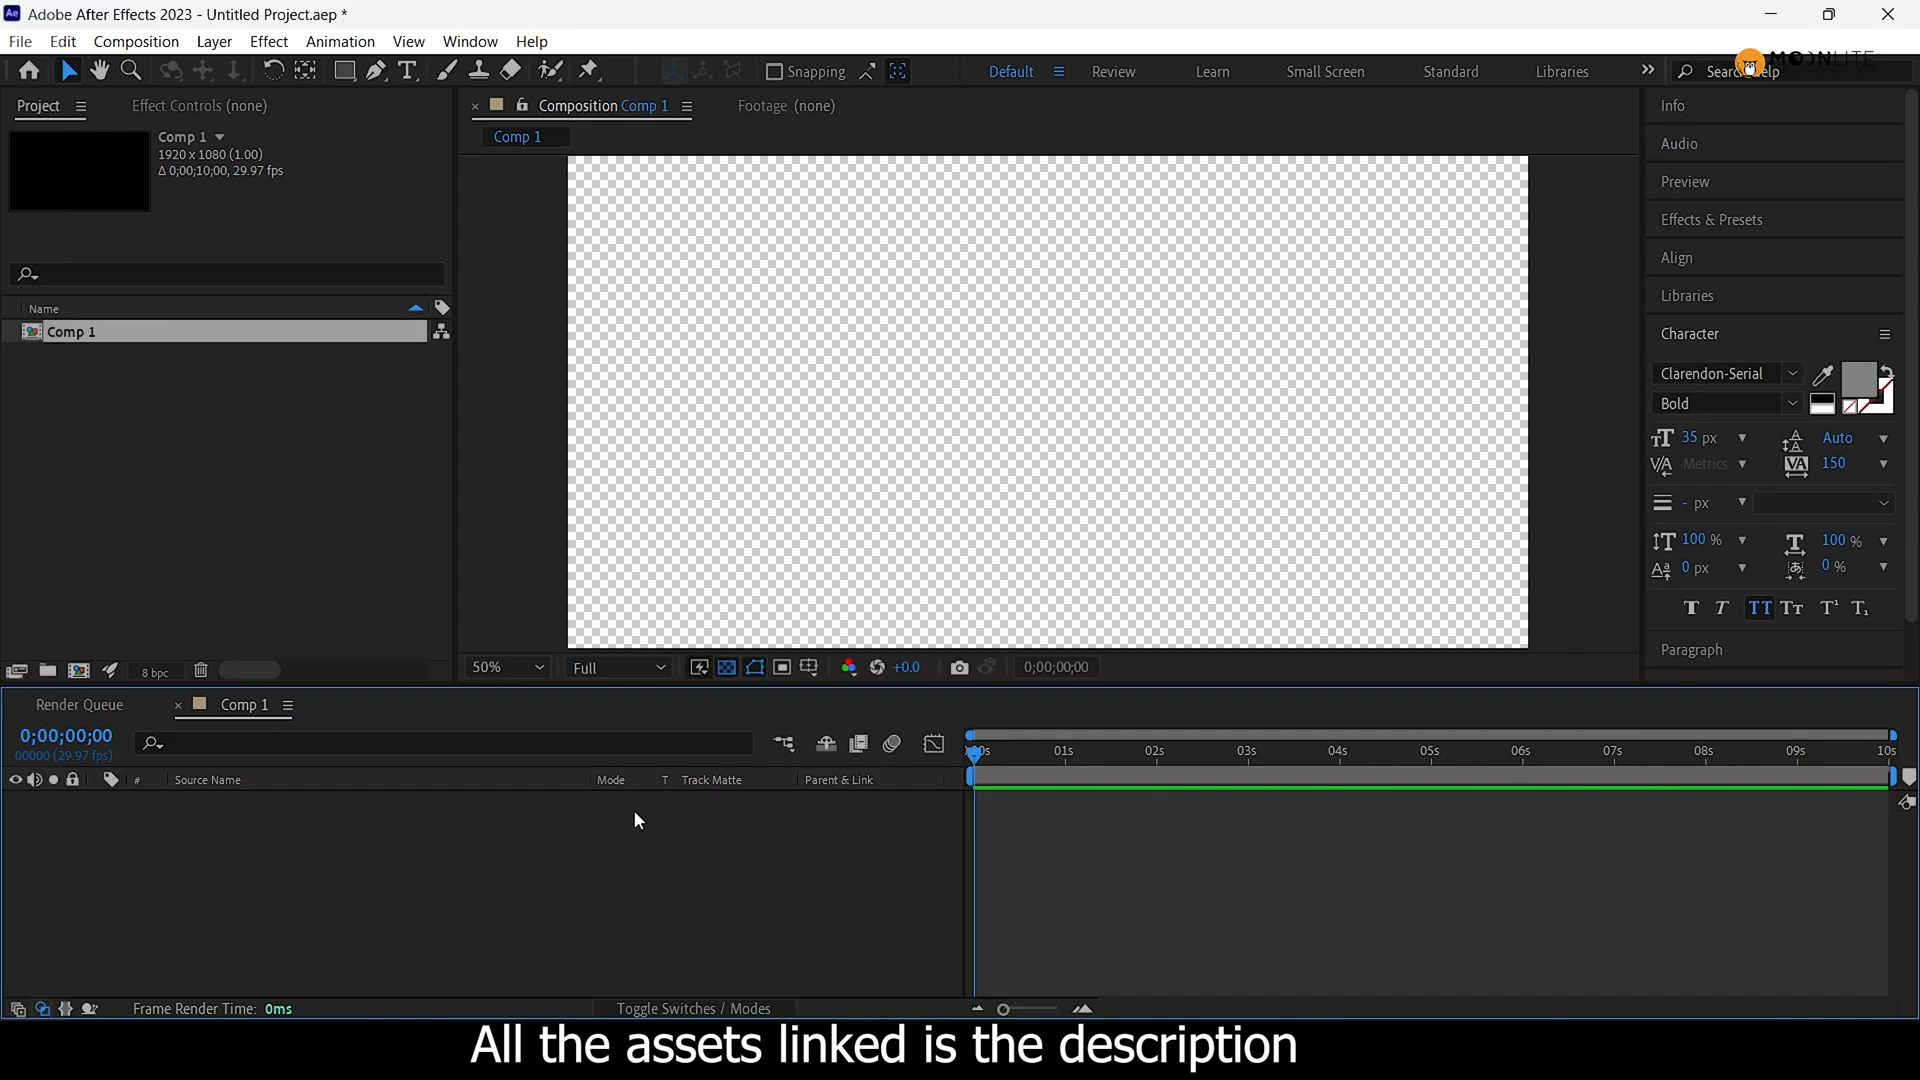 Adobe After Effects 2023 - Untitled Project.aep *
File Edit Composition Layer Effect Animation View Window Help
Snapping Default Review Learn Small Screen Standard Libraries
MOONLITE
Project Effect Controls (none)
Composition Comp 1 Footage (none)
Comp 1
1920 x 1080 (1.00)
Δ 0;00;10;00, 29.97 fps
Comp 1
Name
Comp 1
8 bpc
50% Full +0.0 0;00;00;00
Info
Audio
Preview
Effects & Presets
Align
Libraries
Character
Clarendon-Serial
Bold
35 px Auto
Metrics 150
- px
100 % 100 %
0 px 0 %
Paragraph
Render Queue Comp 1
0;00;00;00
00000 (29.97 fps)
01s 02s 03s 04s 05s 06s 07s 08s 09s 10s
# Source Name Mode T Track Matte Parent & Link
Frame Render Time: 0ms Toggle Switches / Modes
All the assets linked is the description